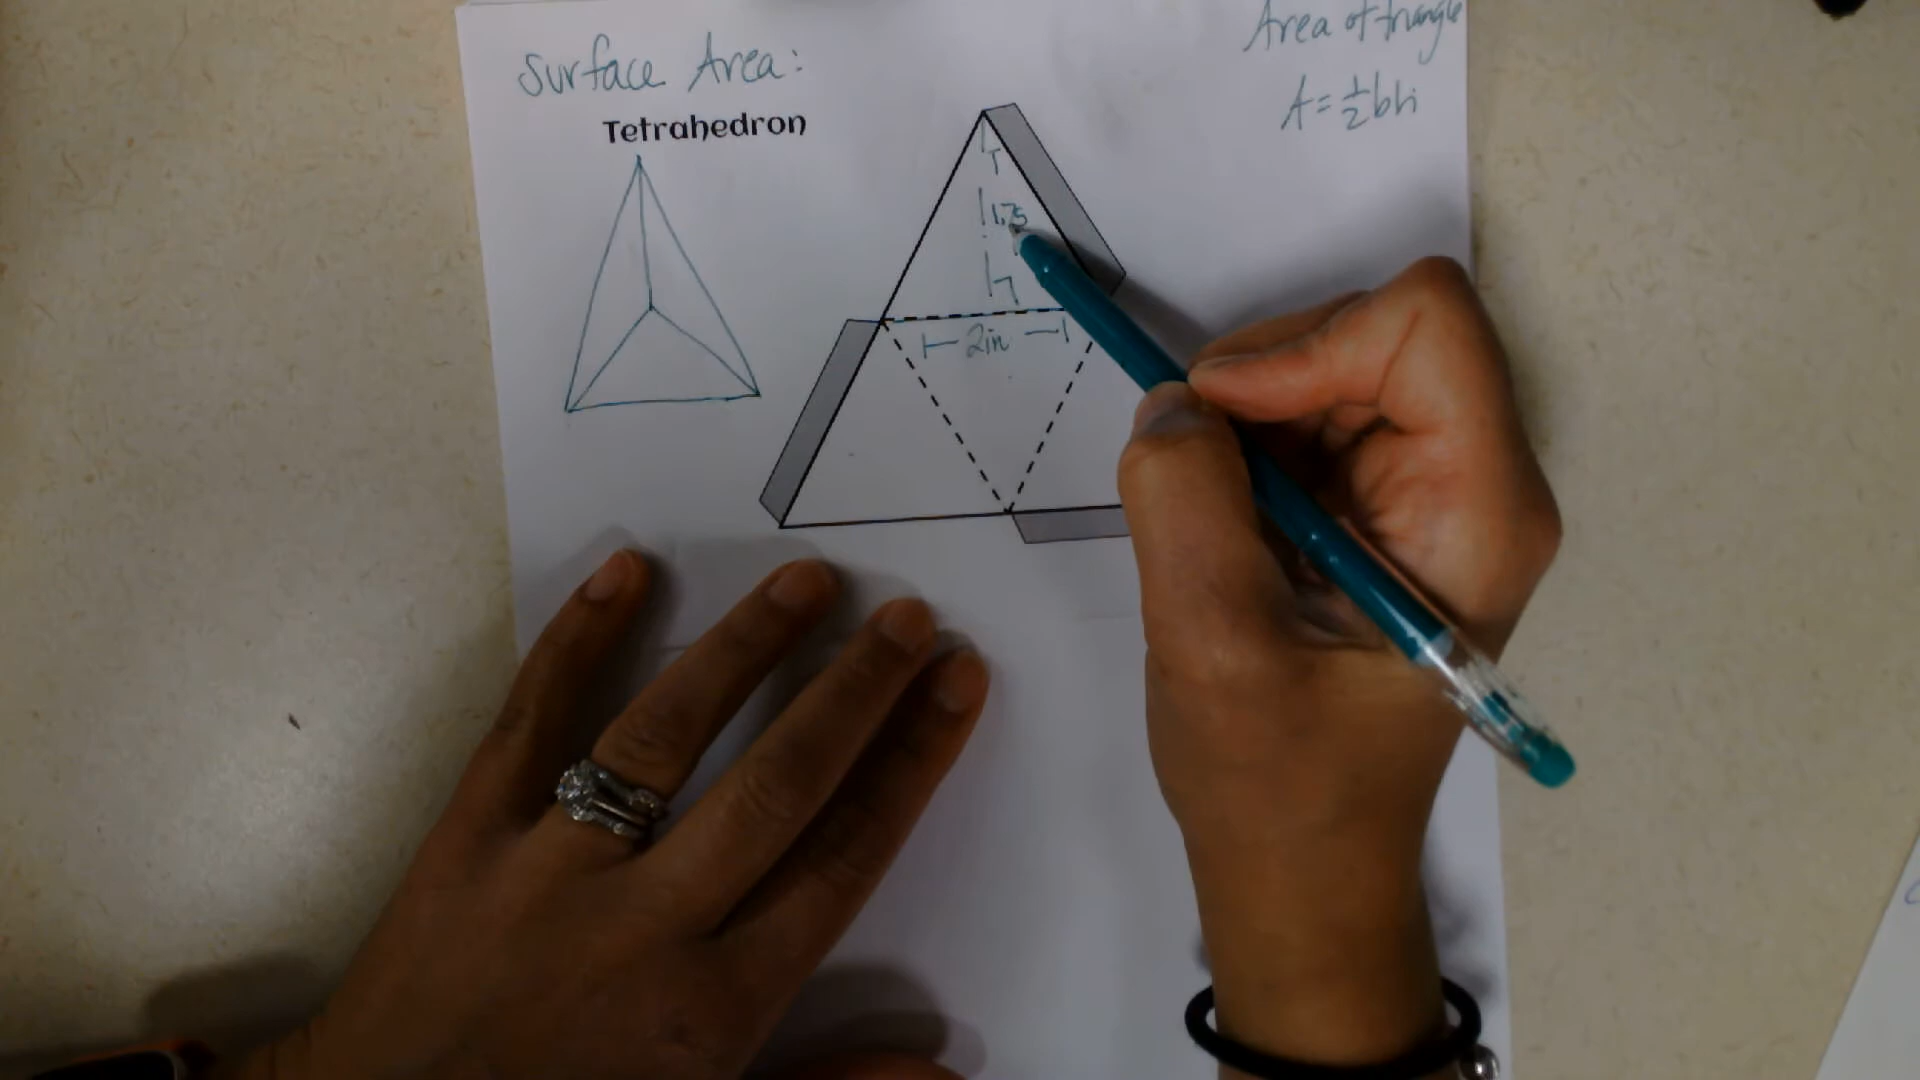 Surface Area:
Tetrahedron
Area of triangle
A = ½bh
1.75
2in